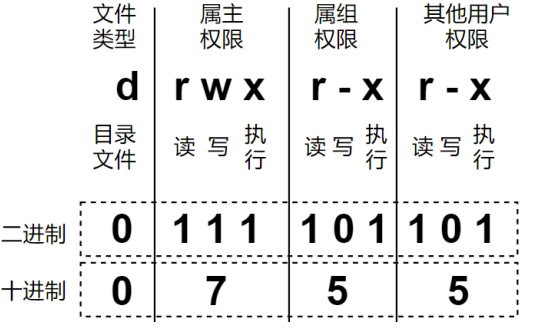 文件 属主 属组 其他用户
类型 权限 权限 权限
d r w x r - x r - x
目录 读 写 执 读 写 执 读 写 执
文件 行 行 行
二进制 0 1 1 1 1 0 1 1 0 1
十进制 0 7 5 5